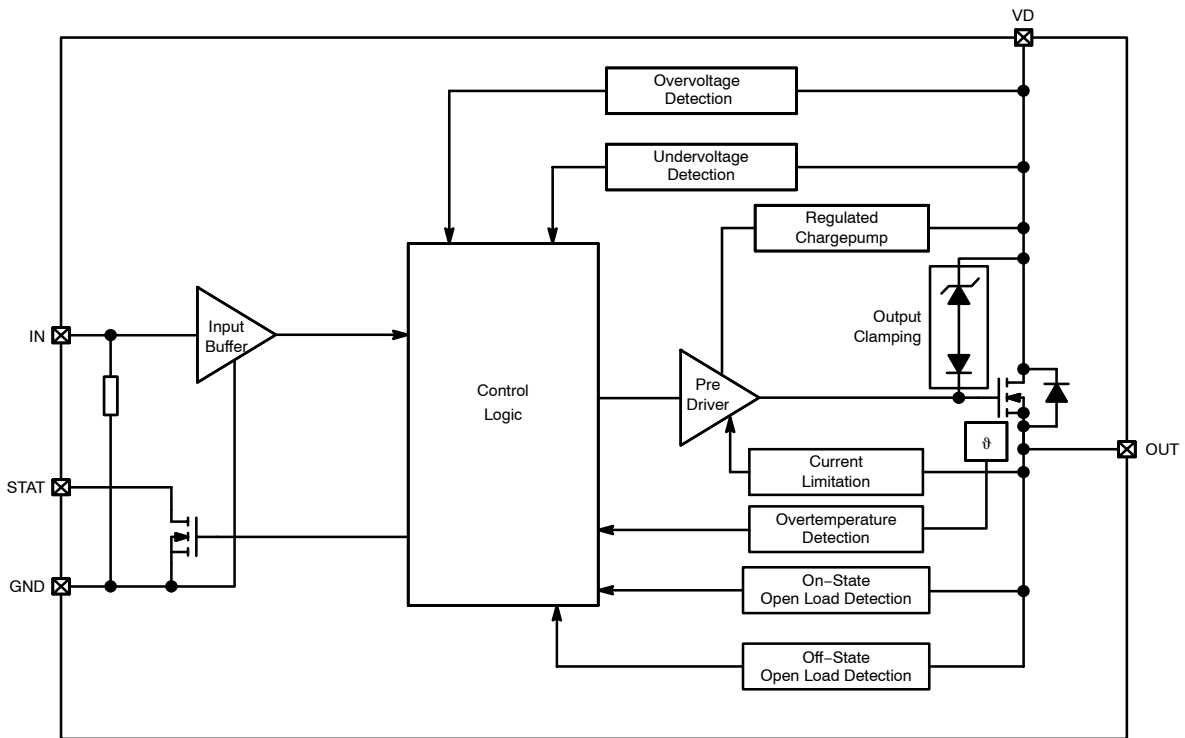 VD
Overvoltage
Detection
Undervoltage
Detection
Regulated
Chargepump
Output
Clamping
IN
Input
Buffer
Control
Logic
Pre
Driver
ϑ
OUT
Current
Limitation
STAT
Overtemperature
Detection
GND
On−State
Open Load Detection
Off−State
Open Load Detection